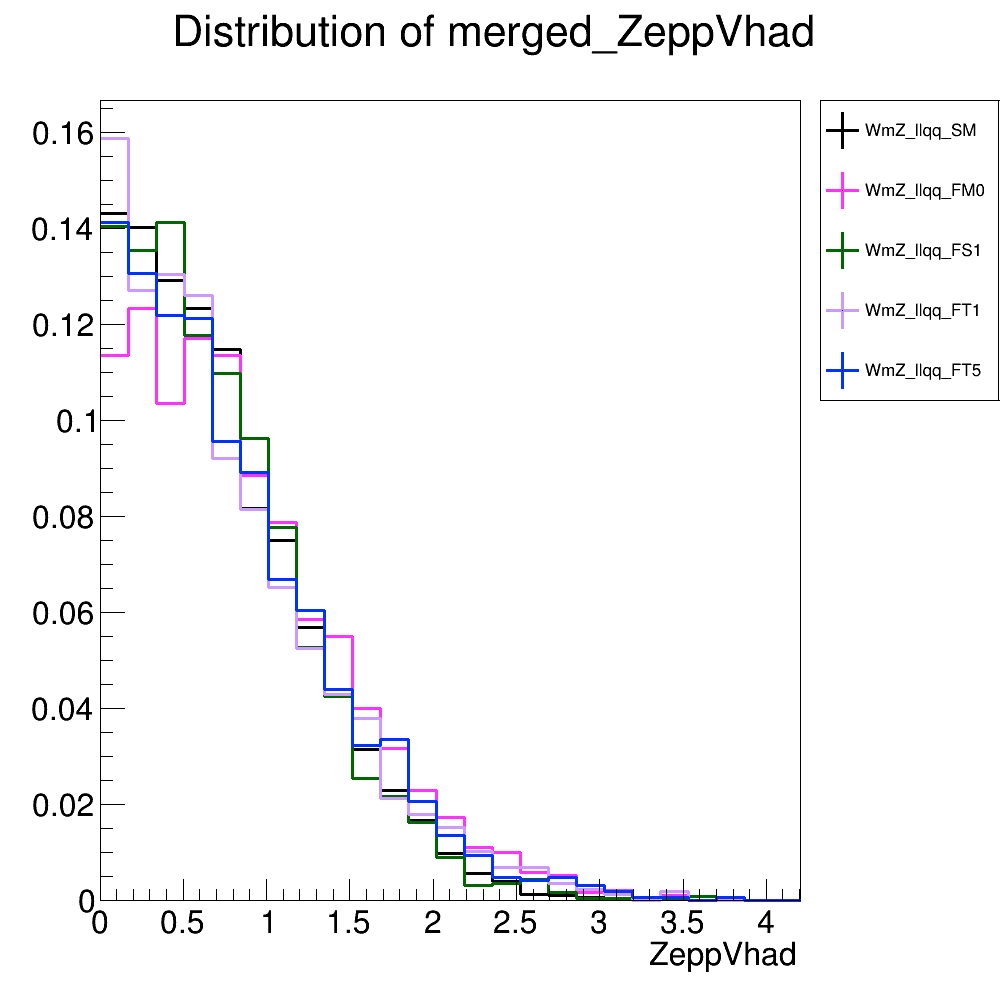 Distribution of merged_ZeppVhad
0.16
0.14
0.12
0.1
0.08
0.06
0.04
0.02
0
0 0.5 1 1.5 2 2.5 3 3.5 4
ZeppVhad
WmZ_llqq_SM
WmZ_llqq_FM0
WmZ_llqq_FS1
WmZ_llqq_FT1
WmZ_llqq_FT5